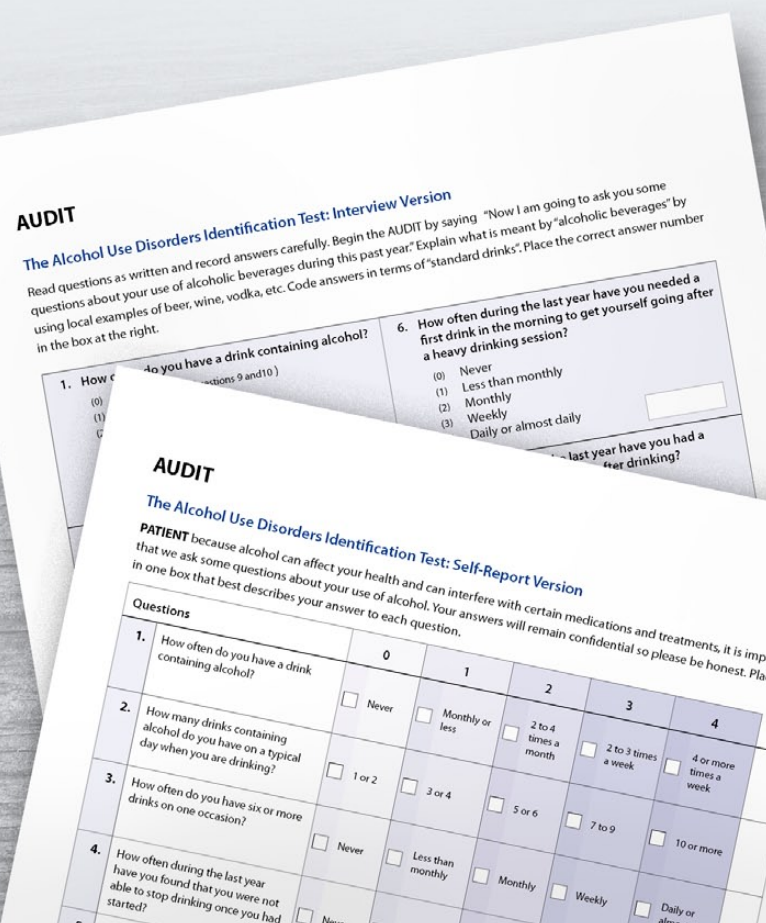 AUDIT
The Alcohol Use Disorders Identification Test: Interview Version
Read questions as written and record answers carefully. Begin the AUDIT by saying "Now I am going to ask you some
questions about your use of alcoholic beverages during this past year." Explain what is meant by "alcoholic beverages" by
using local examples of beer, wine, vodka, etc. Code answers in terms of "standard drinks". Place the correct answer number
in the box at the right.
1. How do you have a drink containing alcohol?
9 and10 )
(0)
(1)
6. How often during the last year have you needed a
first drink in the morning to get yourself going after
a heavy drinking session?
(0) Never
(1) Less than monthly
(2) Monthly
(3) Weekly
Daily or almost daily
last year have you had a
drinking?
AUDIT
The Alcohol Use Disorders Identification Test: Self-Report Version
PATIENT because alcohol can affect your health and can interfere with certain medications and treatments, it is
that we ask some questions about your use of alcohol. Your answers will remain confidential so please be honest.
in one box that best describes your answer to each question.
Questions 0 1 2 3 4
1. How often do you have a drink
containing alcohol?
Never
Monthly or
less
2 to 4
times a
month
2 to 3 times
a week
4 or more
times a
week
2. How many drinks containing
alcohol do you have on a typical
day when you are drinking?
1 or 2
3 or 4
5 or 6
7 to 9
10 or more
3. How often do you have six or more
drinks on one occasion?
Never
Less than
monthly
Monthly
Weekly
Daily or
4. How often during the last year
have you found that you were not
able to stop drinking once you had
started?